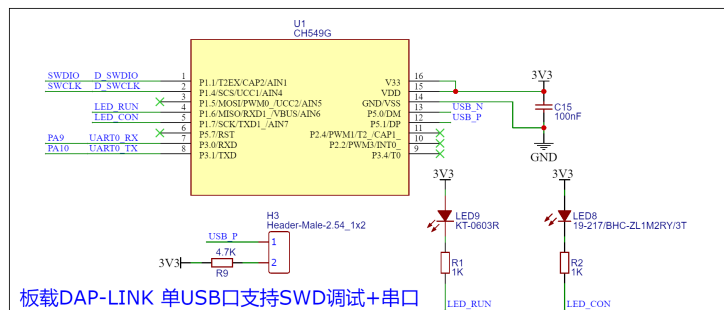 U1
CH549G
SWDIO D_SWDIO 1 P1.1/T2EX/CAP2/AIN1 V33 16
SWCLK D_SWCLK 2 P1.4/SCS/UCC1/AIN4 VDD 15
3 P1.5/MOSI/PWM0_/UCC2/AIN5 GND/VSS 14
LED_RUN 4 P1.6/MISO/RXD1_/VBUS/AIN6 P5.0/DM 13 USB_N
LED_CON 5 P1.7/SCK/TXD1_/AIN7 P5.1/DP 12 USB_P
6 P5.7/RST P2.4/PWM1/T2_/CAP1_ 11
PA9 UART0_RX 7 P3.0/RXD P2.2/PWM3/INT0_ 10
PA10 UART0_TX 8 P3.1/TXD P3.4/T0 9
3V3
C15
100nF
GND
H3
Header-Male-2.54_1x2
USB_P 1
4.7K
3V3 2
R9
3V3
LED9
KT-0603R
R1
1K
LED_RUN
3V3
LED8
19-217/BHC-ZL1M2RY/3T
R2
1K
LED_CON
板载DAP-LINK 单USB口支持SWD调试+串口